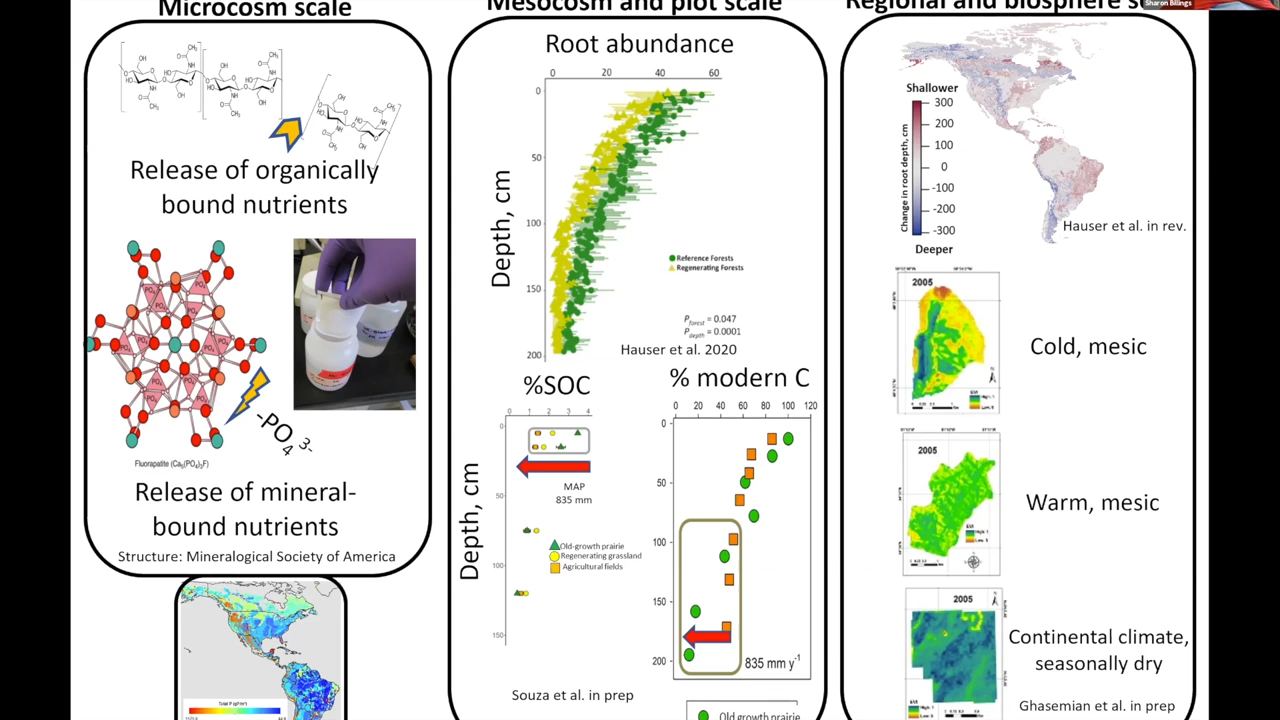 Microcosm scale
Mesocosm and plot scale
Regional and biosphere s
Sharon Billings
Release of organically
bound nutrients
-PO₄³⁻
Fluorapatite (Ca₅(PO₄)₃F)
Release of mineral-
bound nutrients
Structure: Mineralogical Society of America
Root abundance
0 20 40 60
Depth, cm
0
50
100
150
200
Reference Forests
Regenerating Forests
P forest = 0.047
P depth = 0.0001
Hauser et al. 2020
%SOC
0 1 2 3 4
Depth, cm
0
50
100
150
MAP
835 mm
Old-growth prairie
Regenerating grassland
Agricultural fields
% modern C
0 20 40 60 80 100 120
0
50
100
150
200
835 mm y⁻¹
Souza et al. in prep
Old growth prairie
Shallower
Change in root depth, cm
300
200
100
0
-100
-200
-300
Deeper
Hauser et al. in rev.
2005
Cold, mesic
2005
Warm, mesic
2005
Continental climate,
seasonally dry
Ghasemian et al. in prep